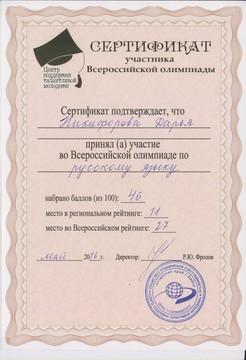 СЕРТИФИКАТ
участника
Всероссийской олимпиады
Центр
поддержки
талантливой
молодежи
Сертификат подтверждает, что
Никифорова Дарья
принял (а) участие
во Всероссийской олимпиаде по
русскому языку
набрано баллов (из 100): 46
место в региональном рейтинге: 11
место во Всероссийском рейтинге: 27
май 2016 г. Директор: Р.Ю. Фролов